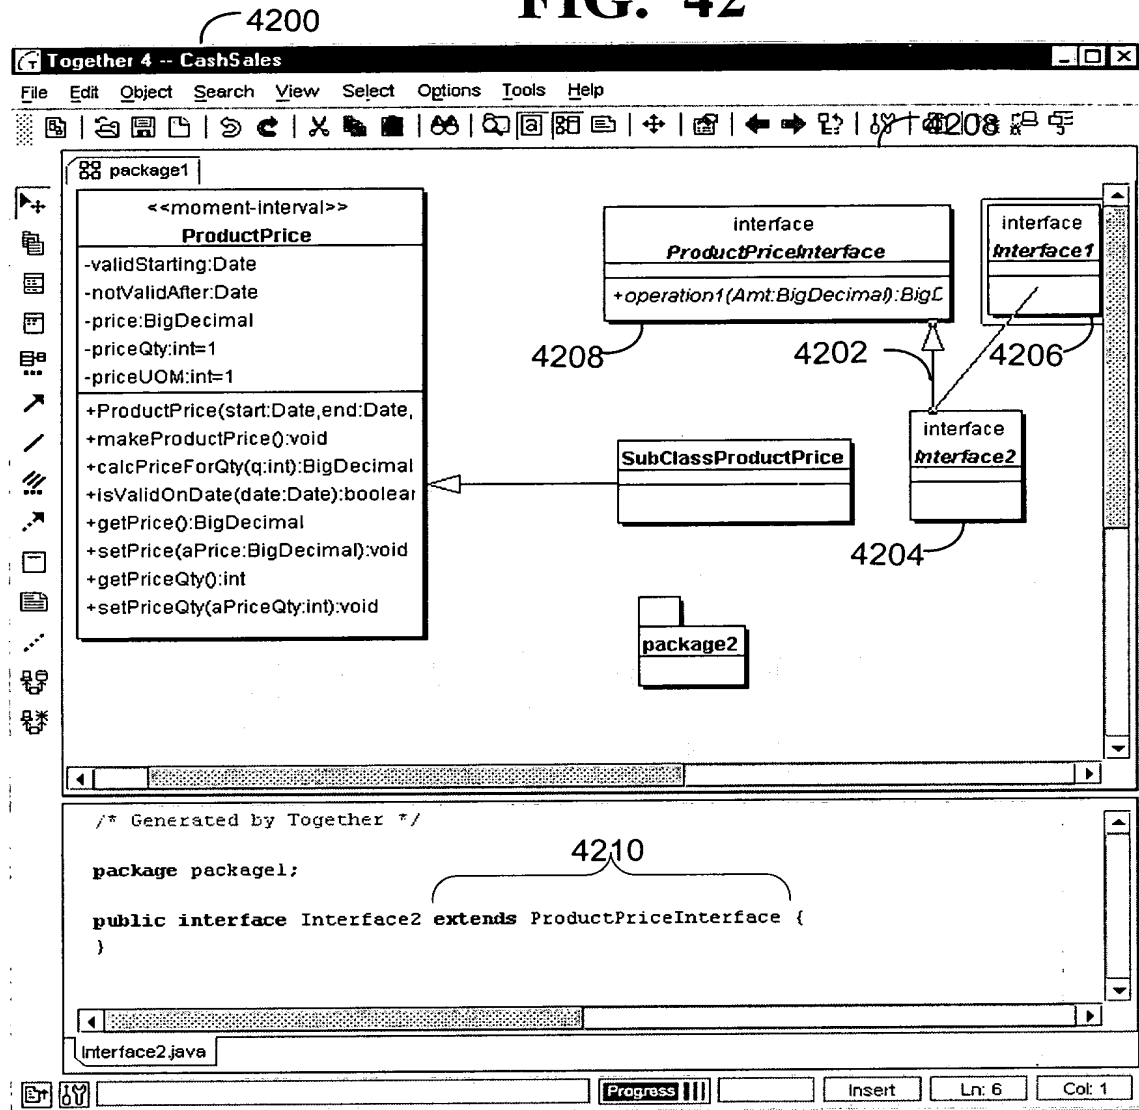 FIG. 42
4200
Together 4 -- CashSales
File Edit Object Search View Select Options Tools Help
4208
package1
<<moment-interval>>
ProductPrice
-validStarting:Date
-notValidAfter:Date
-price:BigDecimal
-priceQty:int=1
-priceUOM:int=1
+ProductPrice(start:Date,end:Date,
+makeProductPrice():void
+calcPriceForQty(q:int):BigDecimal
+isValidOnDate(date:Date):boolear
+getPrice():BigDecimal
+setPrice(aPrice:BigDecimal):void
+getPriceQty():int
+setPriceQty(aPriceQty:int):void
interface
ProductPriceInterface
+operation1(Amt:BigDecimal):BigD
4208
interface
Interface1
4206
4202
interface
Interface2
4204
SubClassProductPrice
package2
/* Generated by Together */
package package1;
4210
public interface Interface2 extends ProductPriceInterface {
}
Interface2.java
Progress
Insert
Ln: 6
Col: 1